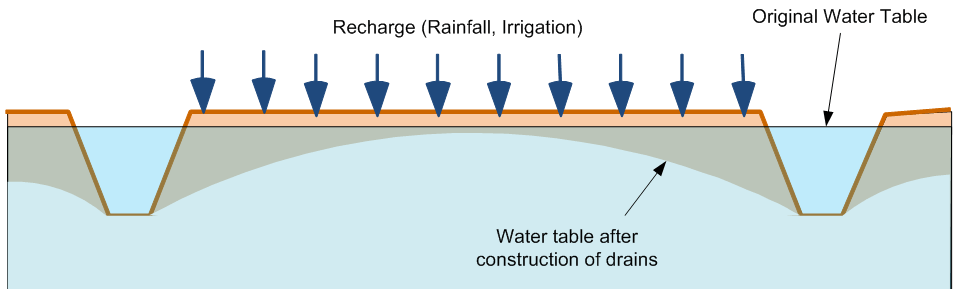 Original Water Table
Recharge (Rainfall, Irrigation)
Water table after
construction of drains